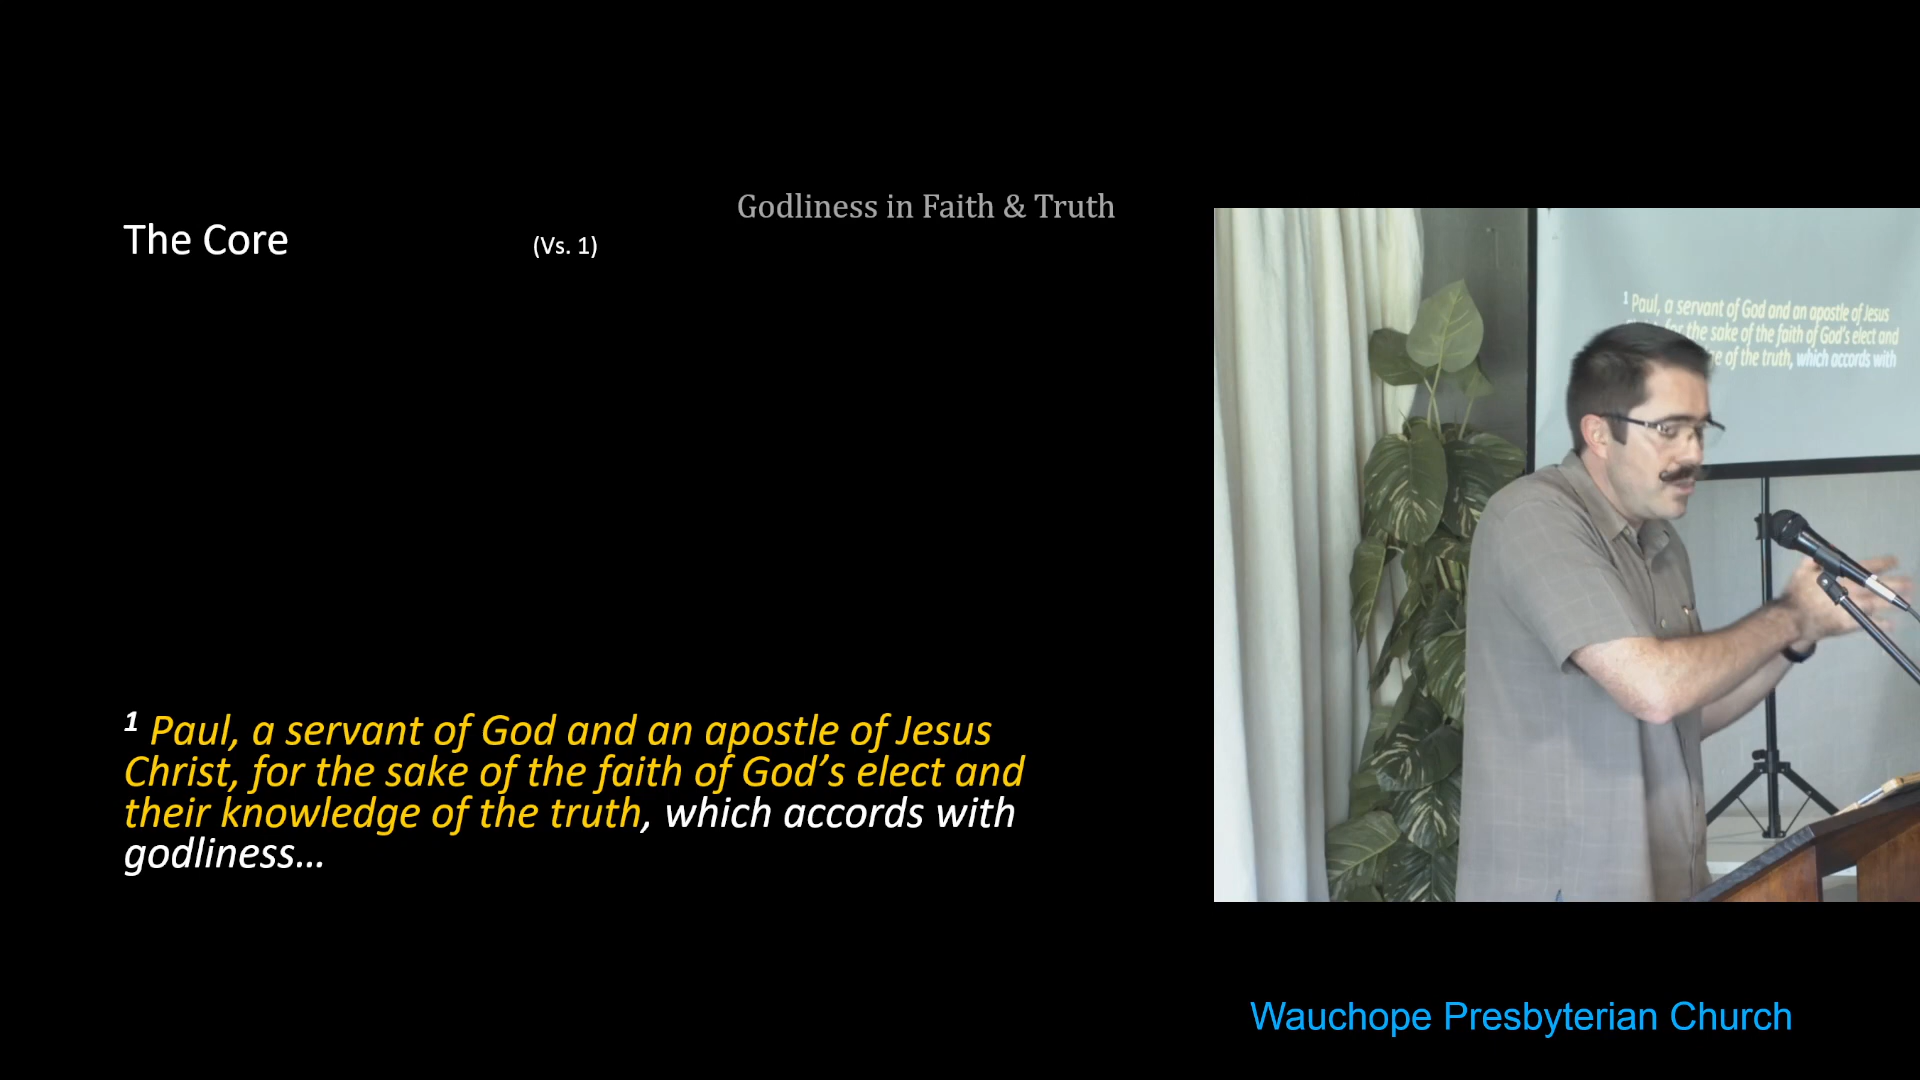 Godliness in Faith & Truth
The Core (Vs. 1)
1 Paul, a servant of God and an apostle of Jesus
Christ, for the sake of the faith of God’s elect and
their knowledge of the truth, which accords with
godliness...
1 Paul, a servant of God and an apostle of Jesus
for the sake of the faith of God's elect and
of the truth, which accords with
Wauchope Presbyterian Church